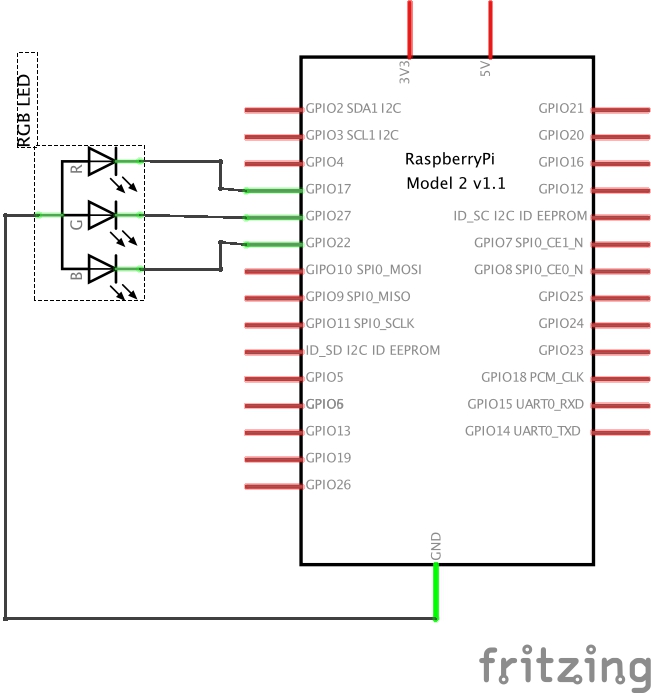 3V3
5V
RGB LED
R
G
B
RaspberryPi
Model 2 v1.1
GPIO2 SDA1 I2C
GPIO3 SCL1 I2C
GPIO4
GPIO17
GPIO27
GPIO22
GIPO10 SPI0_MOSI
GPIO9 SPI0_MISO
GPIO11 SPI0_SCLK
ID_SD I2C ID EEPROM
GPIO5
GPIO6
GPIO13
GPIO19
GPIO26
GPIO21
GPIO20
GPIO16
GPIO12
ID_SC I2C ID EEPROM
GPIO7 SPI0_CE1_N
GPIO8 SPI0_CE0_N
GPIO25
GPIO24
GPIO23
GPIO18 PCM_CLK
GPIO15 UART0_RXD
GPIO14 UART0_TXD
GND
fritzing